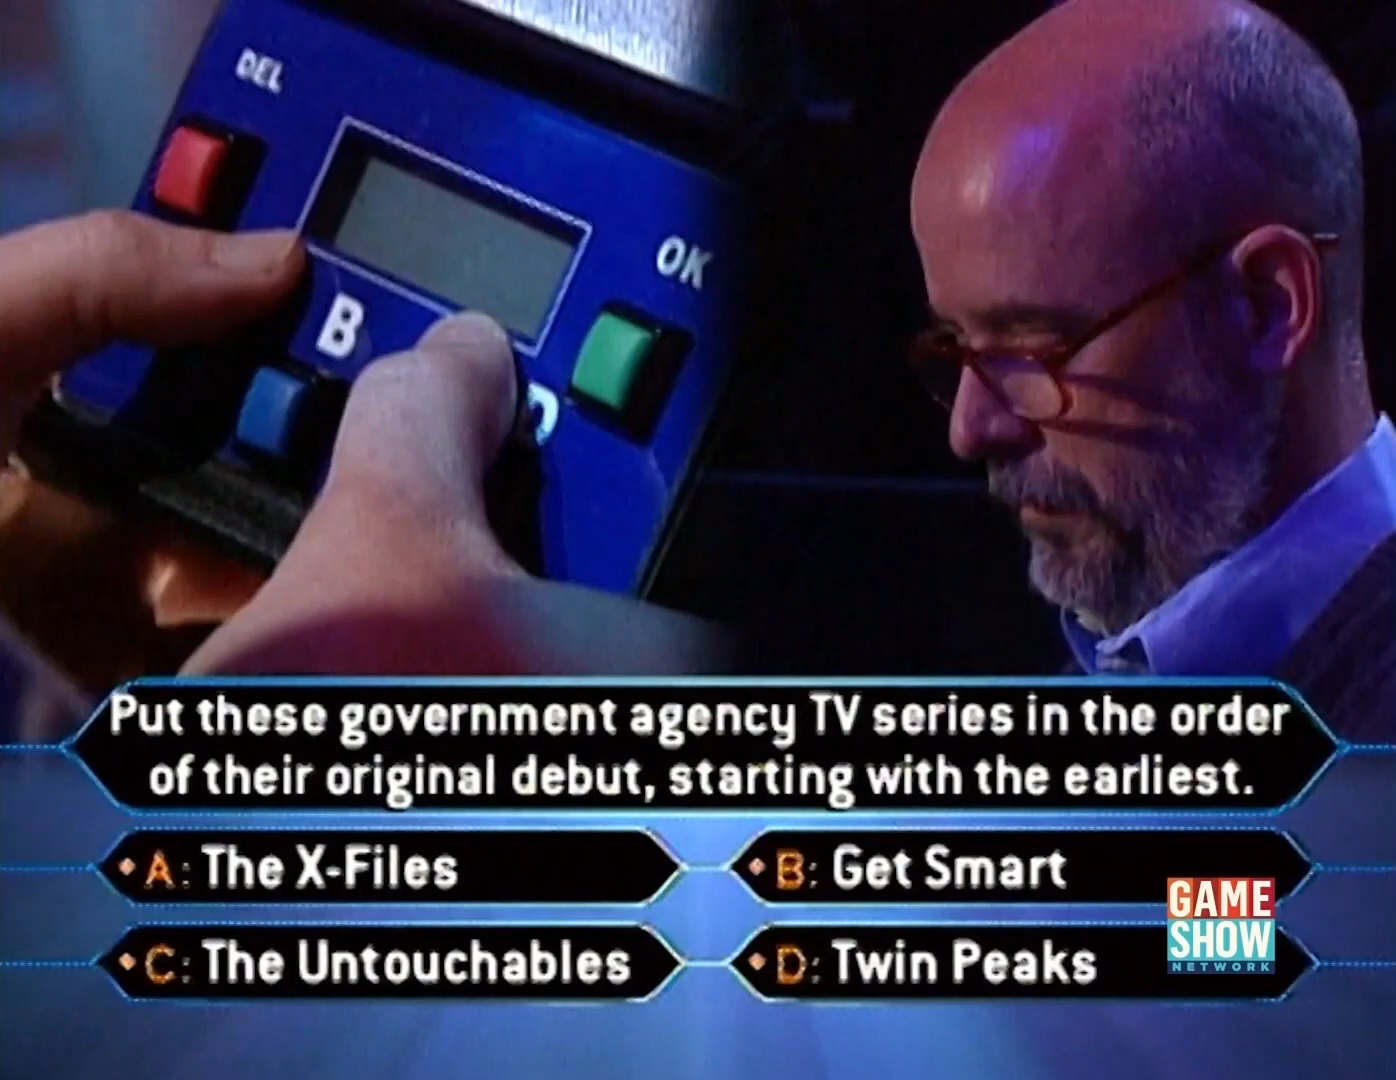 DEL
OK
B
D
Put these government agency TV series in the order
of their original debut, starting with the earliest.
A: The X-Files
B: Get Smart
C: The Untouchables
D: Twin Peaks
GAME
SHOW
NETWORK